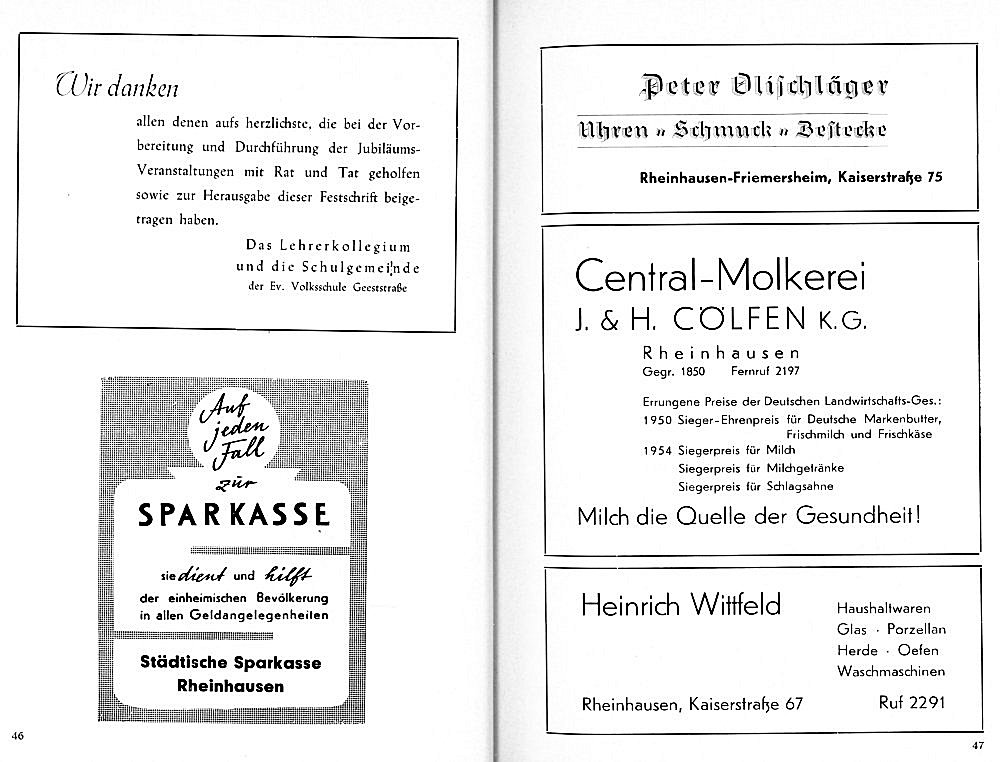 Wir danken
allen denen aufs herzlichste, die bei der Vor-
bereitung und Durchführung der Jubiläums-
Veranstaltungen mit Rat und Tat geholfen
sowie zur Herausgabe dieser Festschrift beige-
tragen haben.
Das Lehrerkollegium
und die Schulgemeinde
der Ev. Volksschule Geeststraße
Auf
jeden
Fall
zur
SPARKASSE
sie dient und hilft
der einheimischen Bevölkerung
in allen Geldangelegenheiten
Städtische Sparkasse
Rheinhausen
46
Peter Olischläger
Uhren „ Schmuck „ Bestecke
Rheinhausen-Friemersheim, Kaiserstraße 75
Central-Molkerei
J. & H. CÖLFEN K.G.
Rheinhausen
Gegr. 1850 Fernruf 2197
Errungene Preise der Deutschen Landwirtschafts-Ges.:
1950 Sieger-Ehrenpreis für Deutsche Markenbutter,
Frischmilch und Frischkäse
1954 Siegerpreis für Milch
Siegerpreis für Milchgetränke
Siegerpreis für Schlagsahne
Milch die Quelle der Gesundheit!
Heinrich Wittfeld
Haushaltwaren
Glas · Porzellan
Herde · Oefen
Waschmaschinen
Rheinhausen, Kaiserstraße 67 Ruf 2291
47